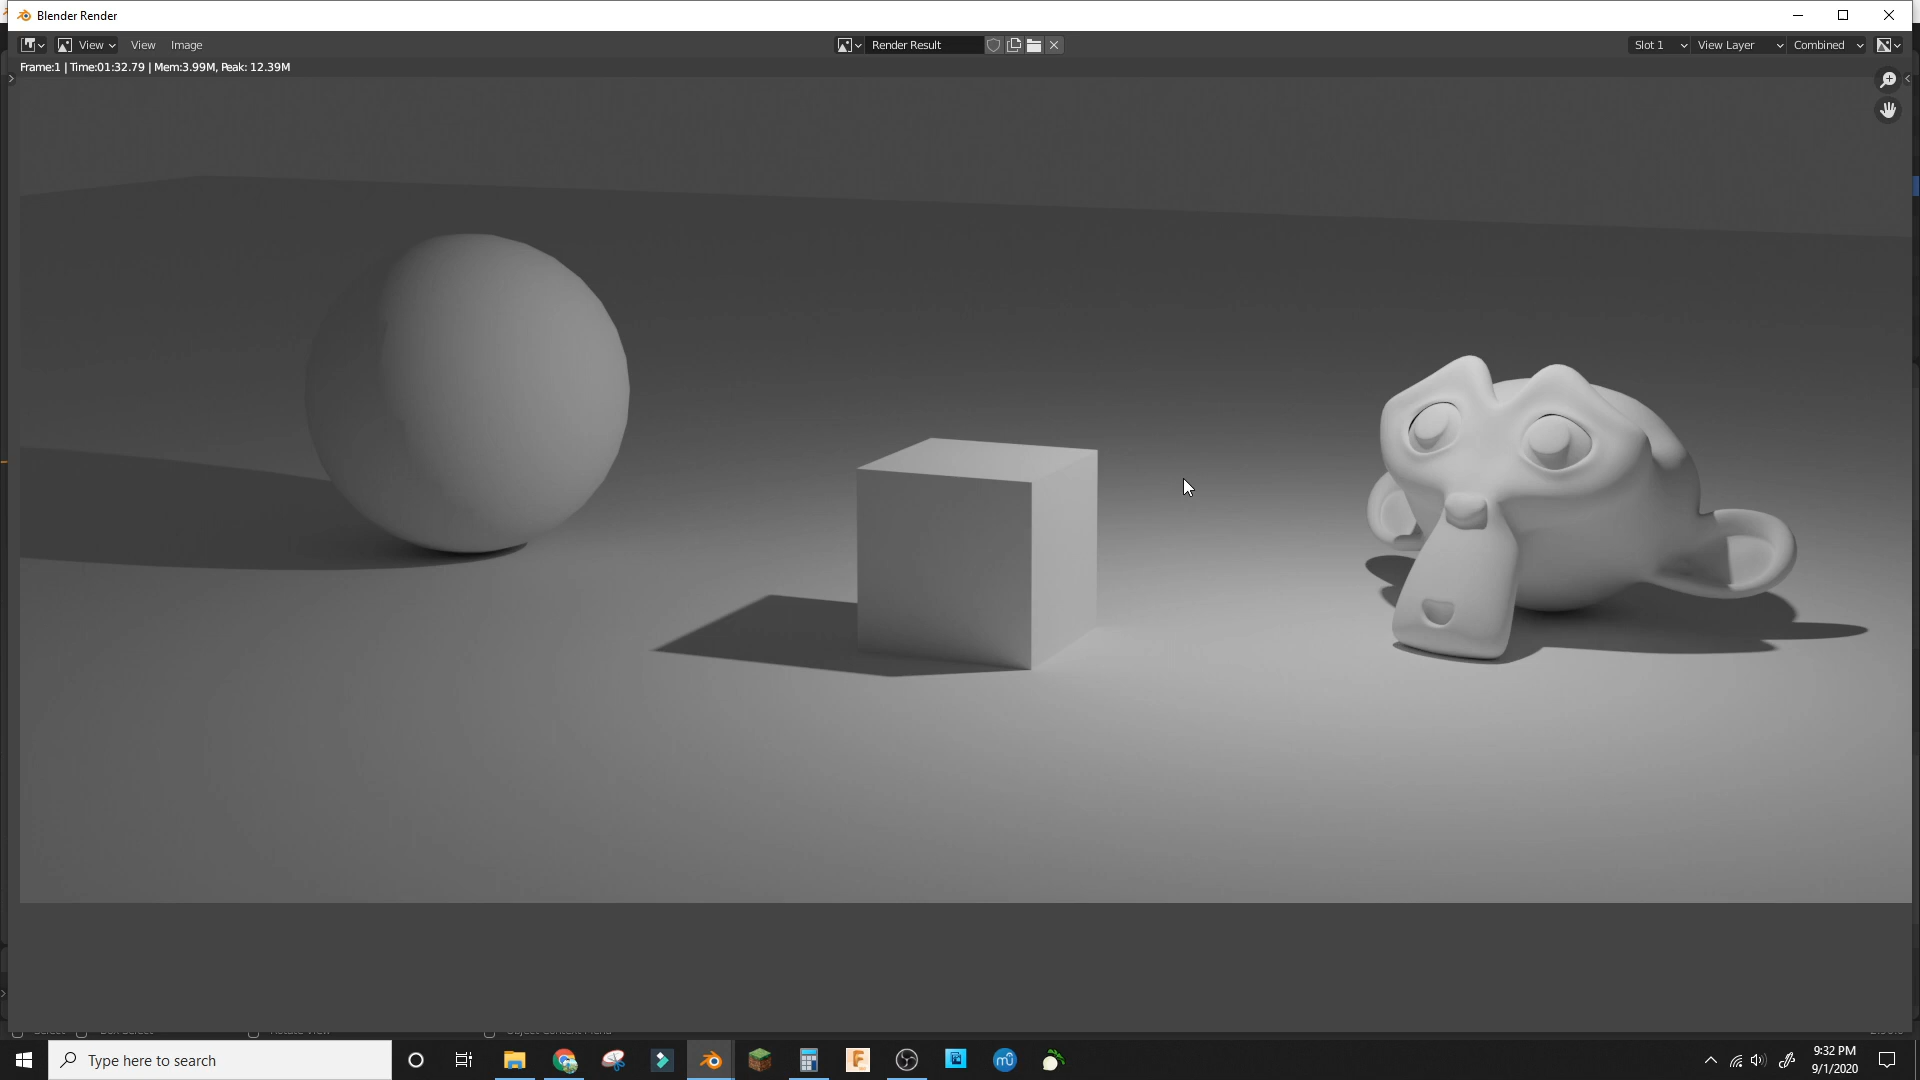 Blender Render
View View Image Render Result Slot 1 View Layer Combined
Frame:1 | Time:01:32.79 | Mem:3.99M, Peak: 12.39M
Type here to search
9:32 PM
9/1/2020